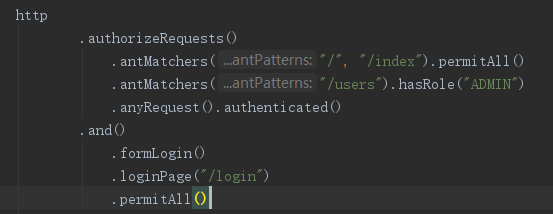 http
.authorizeRequests()
.antMatchers( ...antPatterns: "/", "/index").permitAll()
.antMatchers( ...antPatterns: "/users").hasRole("ADMIN")
.anyRequest().authenticated()
.and()
.formLogin()
.loginPage("/login")
.permitAll()